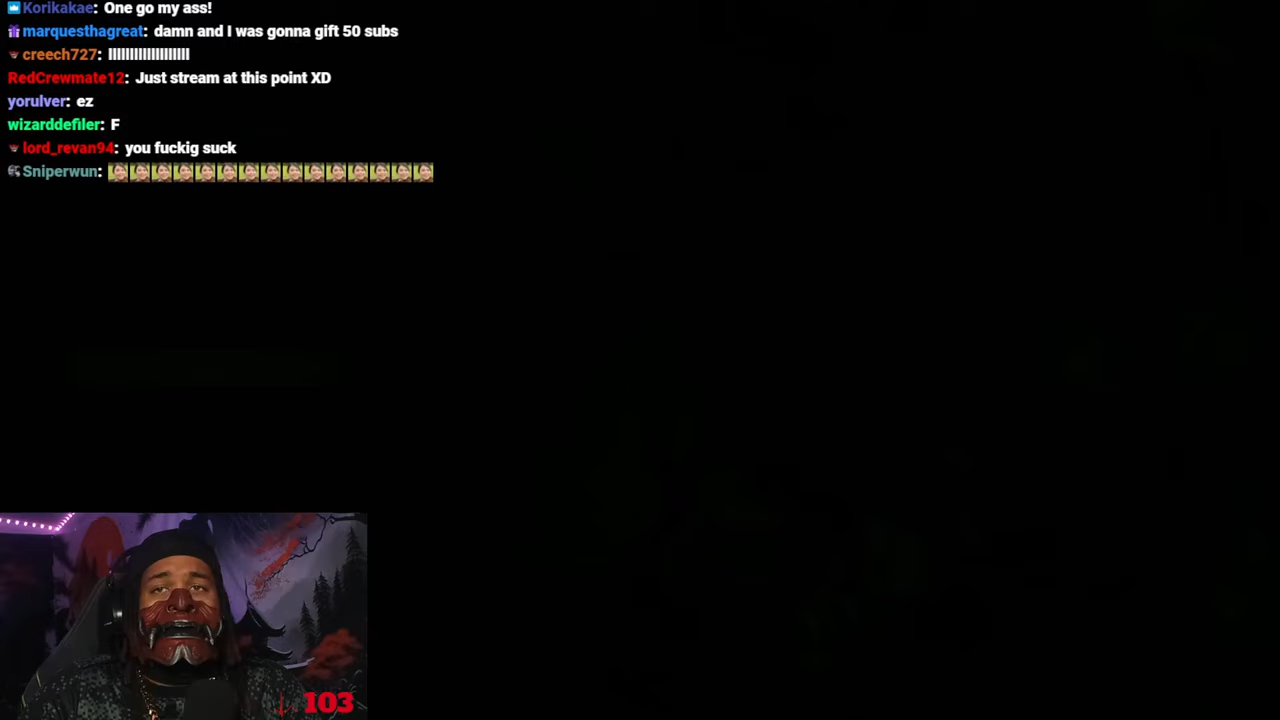 Korikakae: One go my ass!
marquesthagreat: damn and I was gonna gift 50 subs
creech727: llllllllllllllllll
RedCrewmate12: Just stream at this point XD
yorulver: ez
wizarddefiler: F
lord_revan94: you fuckig suck
Sniperwun:
103